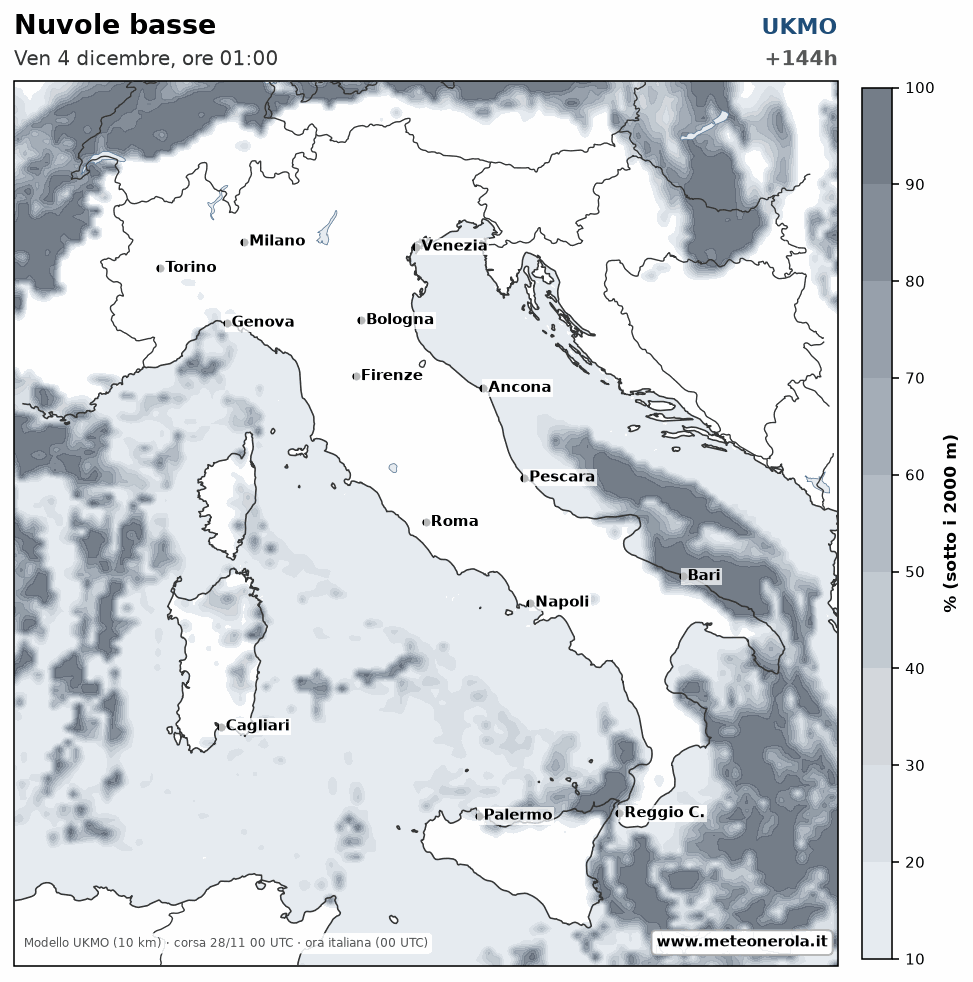 Nuvole basse
UKMO
Ven 4 dicembre, ore 01:00
+144h
Milano
Venezia
Torino
Genova
Bologna
Firenze
Ancona
Pescara
Roma
Bari
Napoli
Cagliari
Palermo
Reggio C.
100
90
80
70
60
50
40
30
20
10
% (sotto i 2000 m)
Modello UKMO (10 km) · corsa 28/11 00 UTC · ora italiana (00 UTC)
www.meteonerola.it